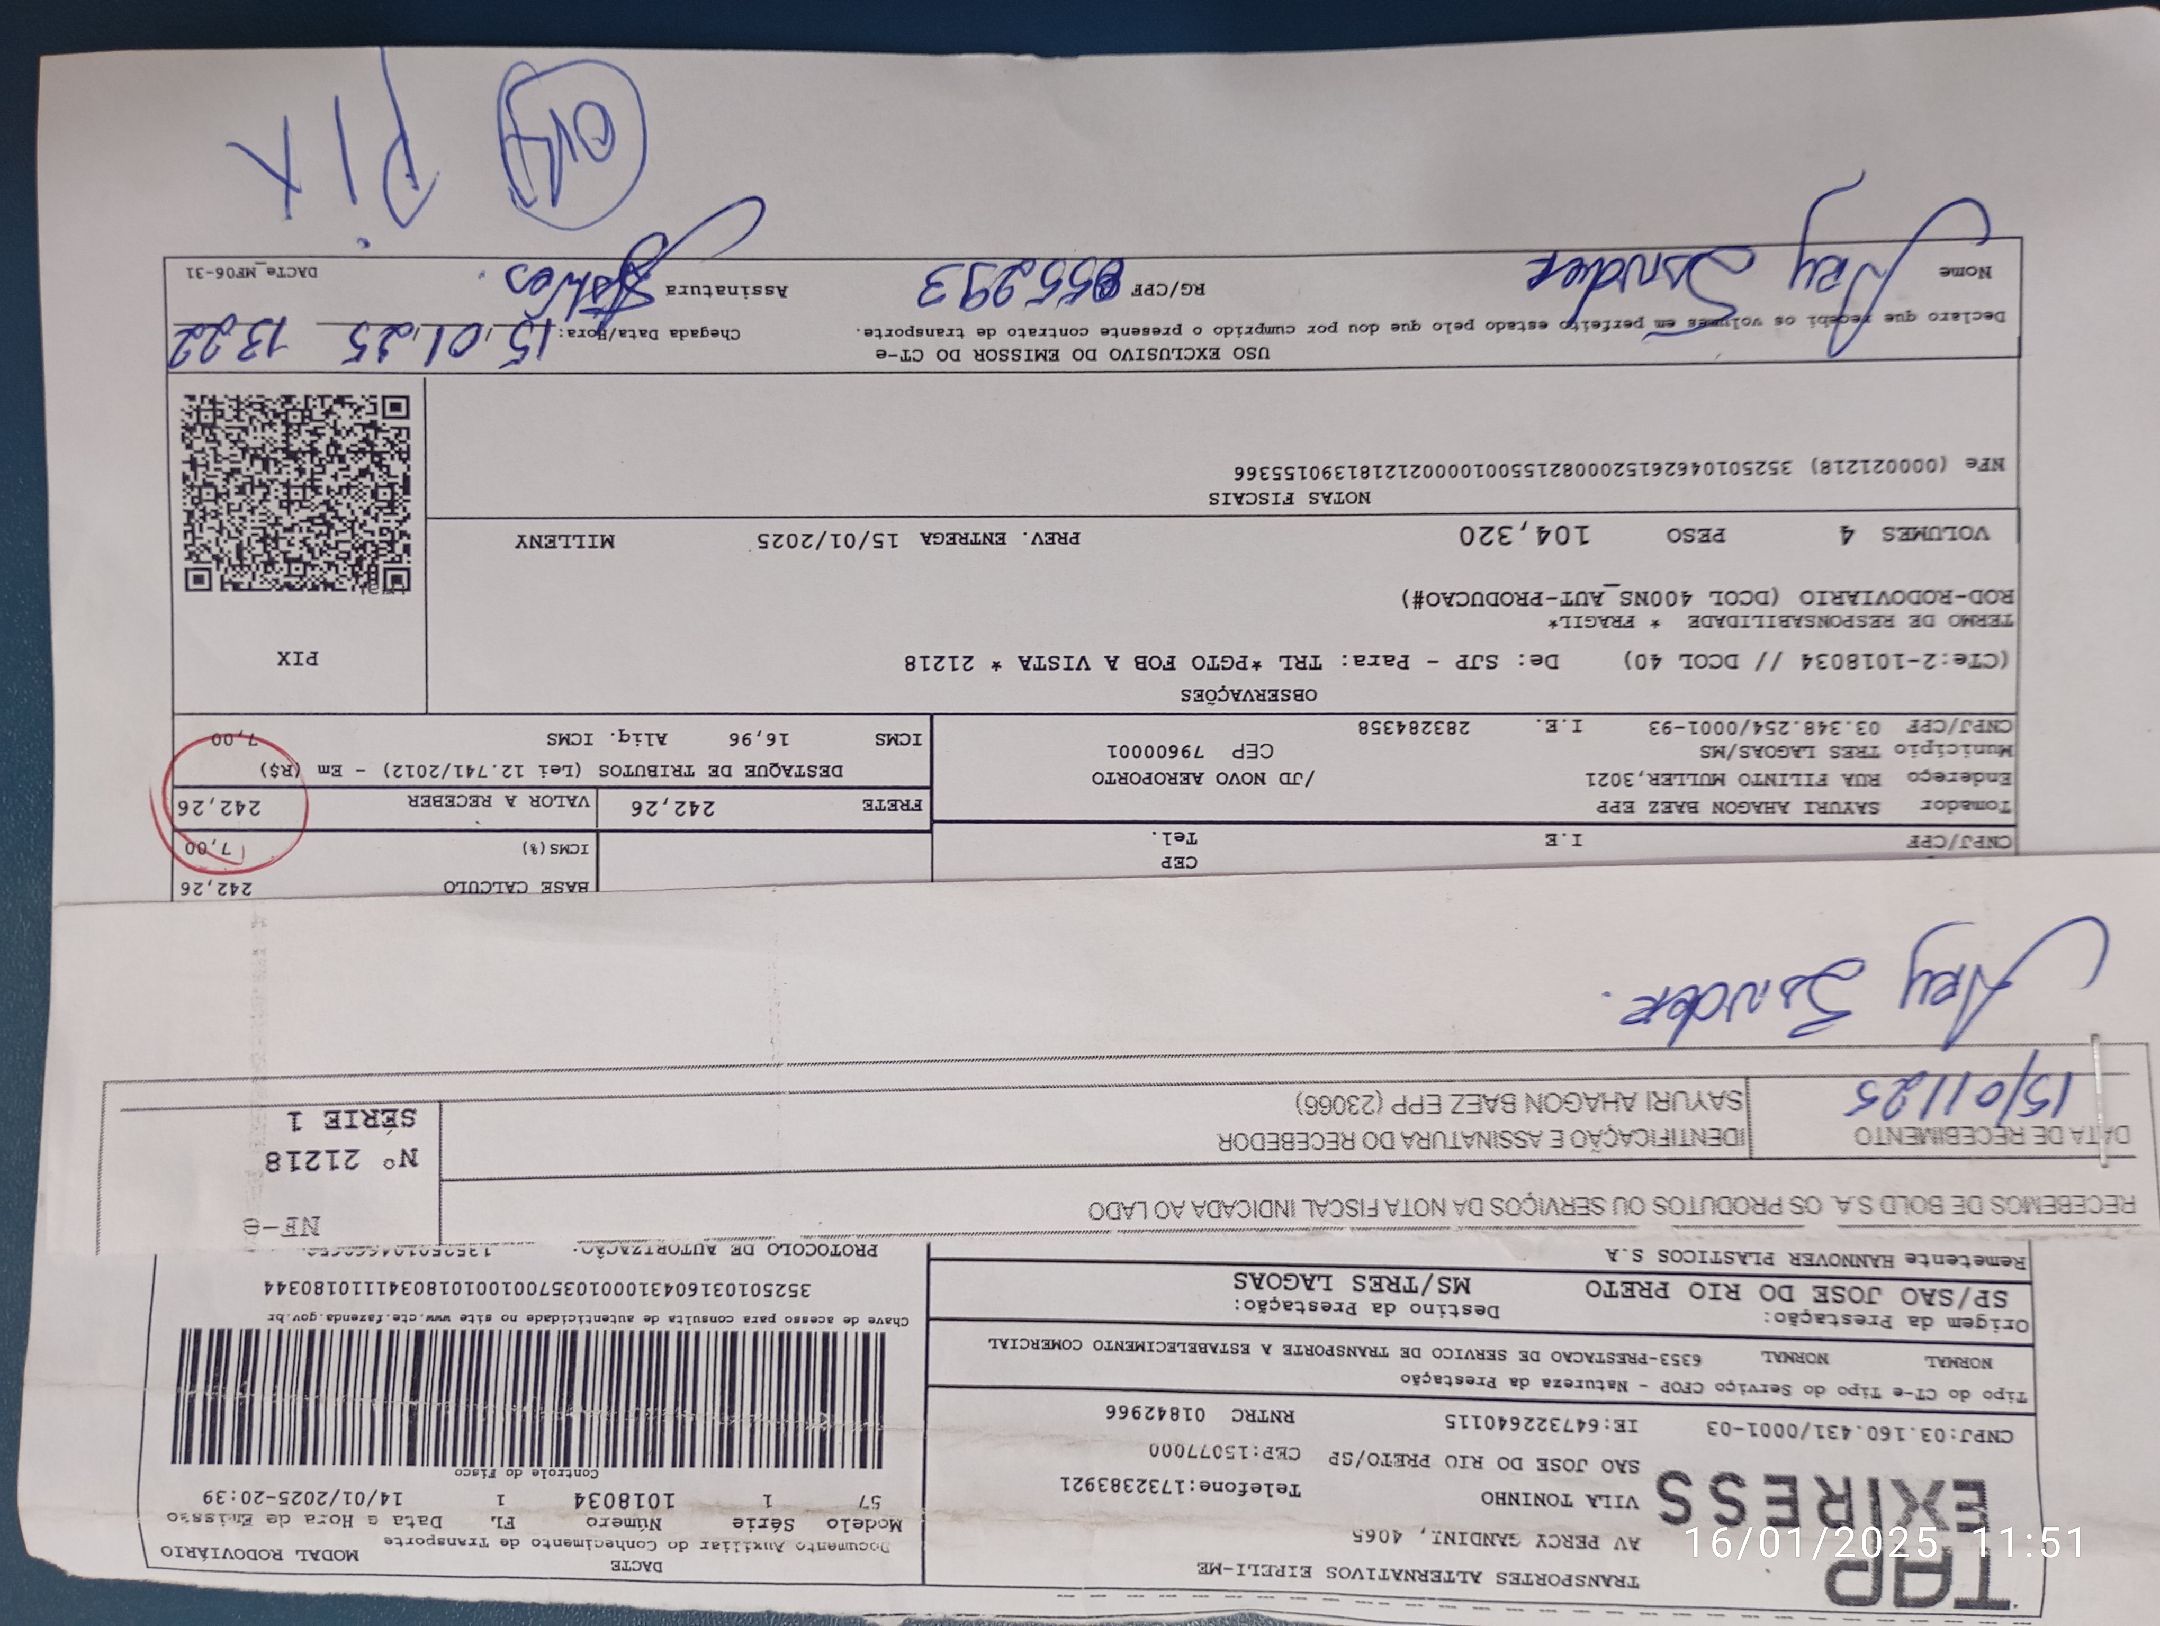 TAP
EXIRESS
TRANSPORTES ALTERNATIVOS EIRELI-ME
AV PERCY GANDINI, 4065
VILA TONINHO
Telefone:1732383921
SAO JOSE DO RIO PRETO/SP CEP:15077000
CNPJ:03.160.431/0001-03 IE:647322640115 RNTRC 01842966
DACTE
MODAL RODOVIÁRIO
Documento Auxiliar do Conhecimento de Transporte
Modelo Série Número FL Data e Hora de Emissão
57 1 1018034 1 14/01/2025-20:39
Controle do Fisco
Chave de acesso para consulta de autenticidade no site www.cte.fazenda.gov.br
352501031604310001035700100101803411110180344
PROTOCOLO DE AUTORIZAÇÃO:
Tipo do CT-e Tipo do Serviço CFOP - Natureza da Prestação
NORMAL NORMAL 6353-PRESTACAO DE SERVICO DE TRANSPORTE A ESTABELECIMENTO COMERCIAL
Origem da Prestação: Destino da Prestação:
SP/SAO JOSE DO RIO PRETO MS/TRES LAGOAS
Remetente HANNOVER PLASTICOS S.A
RECEBEMOS DE BOLD S.A. OS PRODUTOS OU SERVIÇOS DA NOTA FISCAL INDICADA AO LADO
NF-e
Nº 21218
SÉRIE 1
DATA DE RECEBIMENTO
15/01/25
IDENTIFICAÇÃO E ASSINATURA DO RECEBEDOR
SAYURI AHAGON BAEZ EPP (23066)
Ary Sander.
CEP
CNPJ/CPF I.E Tel.
BASE CALCULO 242,26
ICMS(%) 7,00
Tomador SAYURI AHAGON BAEZ EPP
Endereço RUA FILINTO MULLER,3021 /JD NOVO AEROPORTO
Município TRES LAGOAS/MS CEP 79600001
CNPJ/CPF 03.348.254/0001-93 I.E. 283284358
FRETE 242,26 VALOR A RECEBER 242,26
DESTAQUE DE TRIBUTOS (Lei 12.741/2012) - Em (R$)
ICMS 16,96 Aliq. ICMS 7,00
OBSERVAÇÕES
(CTe:2-1018034 // DCOL 40) De: SJP - Para: TRL *PGTO FOB A VISTA * 21218
TERMO DE RESPONSABILIDADE * FRAGIL*
ROD-RODOVIARIO (DCOL 400NS_AUT-PRODUCAO#)
VOLUMES 4 PESO 104,320 PREV. ENTREGA 15/01/2025 MILLENY
PIX
NOTAS FISCAIS
NFe (000021218) 35250104626152000821550010000212181390155366
USO EXCLUSIVO DO EMISSOR DO CT-e
Declaro que recebi os volumes em perfeito estado pelo que dou por cumprido o presente contrato de transporte.
Chegada Data/Hora: 15,01,25 1322
Nome Ary Sander RG/CPF 855293 Assinatura
DACTe_MF06-31
PIX
16/01/2025 11:51